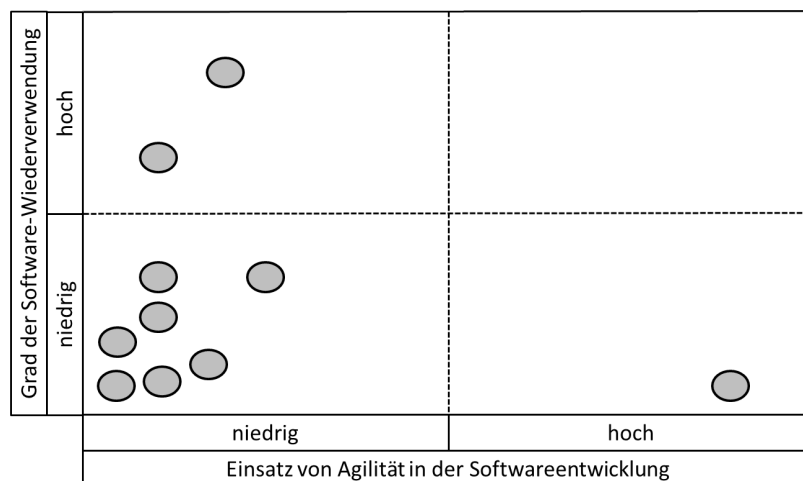 Grad der Software-Wiederverwendung
hoch
niedrig
niedrig
hoch
Einsatz von Agilität in der Softwareentwicklung